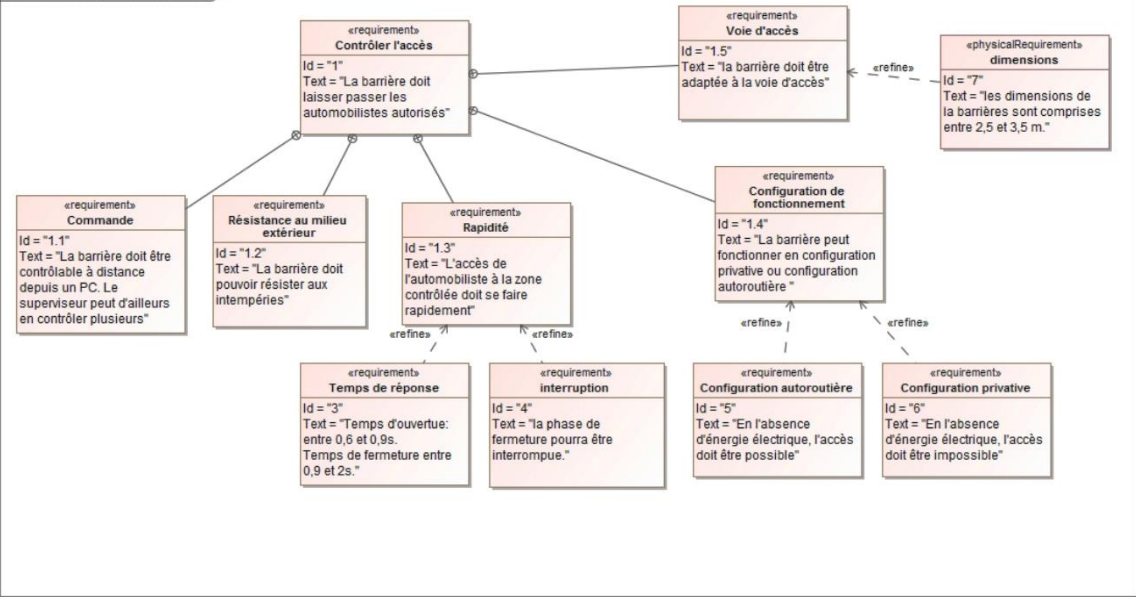 «requirement»
Contrôler l'accès
Id = "1"
Text = "La barrière doit
laisser passer les
automobilistes autorisés"
«requirement»
Voie d'accès
Id = "1.5"
Text = "la barrière doit être
adaptée à la voie d'accès"
«refine»
«physicalRequirement»
dimensions
Id = "7"
Text = "les dimensions de
la barrières sont comprises
entre 2,5 et 3,5 m."
«requirement»
Commande
Id = "1.1"
Text = "La barrière doit être
contrôlable à distance
depuis un PC. Le
superviseur peut d'ailleurs
en contrôler plusieurs"
«requirement»
Résistance au milieu
extérieur
Id = "1.2"
Text = "La barrière doit
pouvoir résister aux
intempéries"
«requirement»
Rapidité
Id = "1.3"
Text = "L'accès de
l'automobiliste à la zone
contrôlée doit se faire
rapidement"
«requirement»
Configuration de
fonctionnement
Id = "1.4"
Text = "La barrière peut
fonctionner en configuration
privative ou configuration
autoroutière "
«refine»
«refine»
«refine»
«refine»
«requirement»
Temps de réponse
Id = "3"
Text = "Temps d'ouvertue:
entre 0,6 et 0,9s.
Temps de fermeture entre
0,9 et 2s."
«requirement»
interruption
Id = "4"
Text = "la phase de
fermeture pourra être
interrompue."
«requirement»
Configuration autoroutière
Id = "5"
Text = "En l'absence
d'énergie électrique, l'accès
doit être possible"
«requirement»
Configuration privative
Id = "6"
Text = "En l'absence
d'énergie électrique, l'accès
doit être impossible"